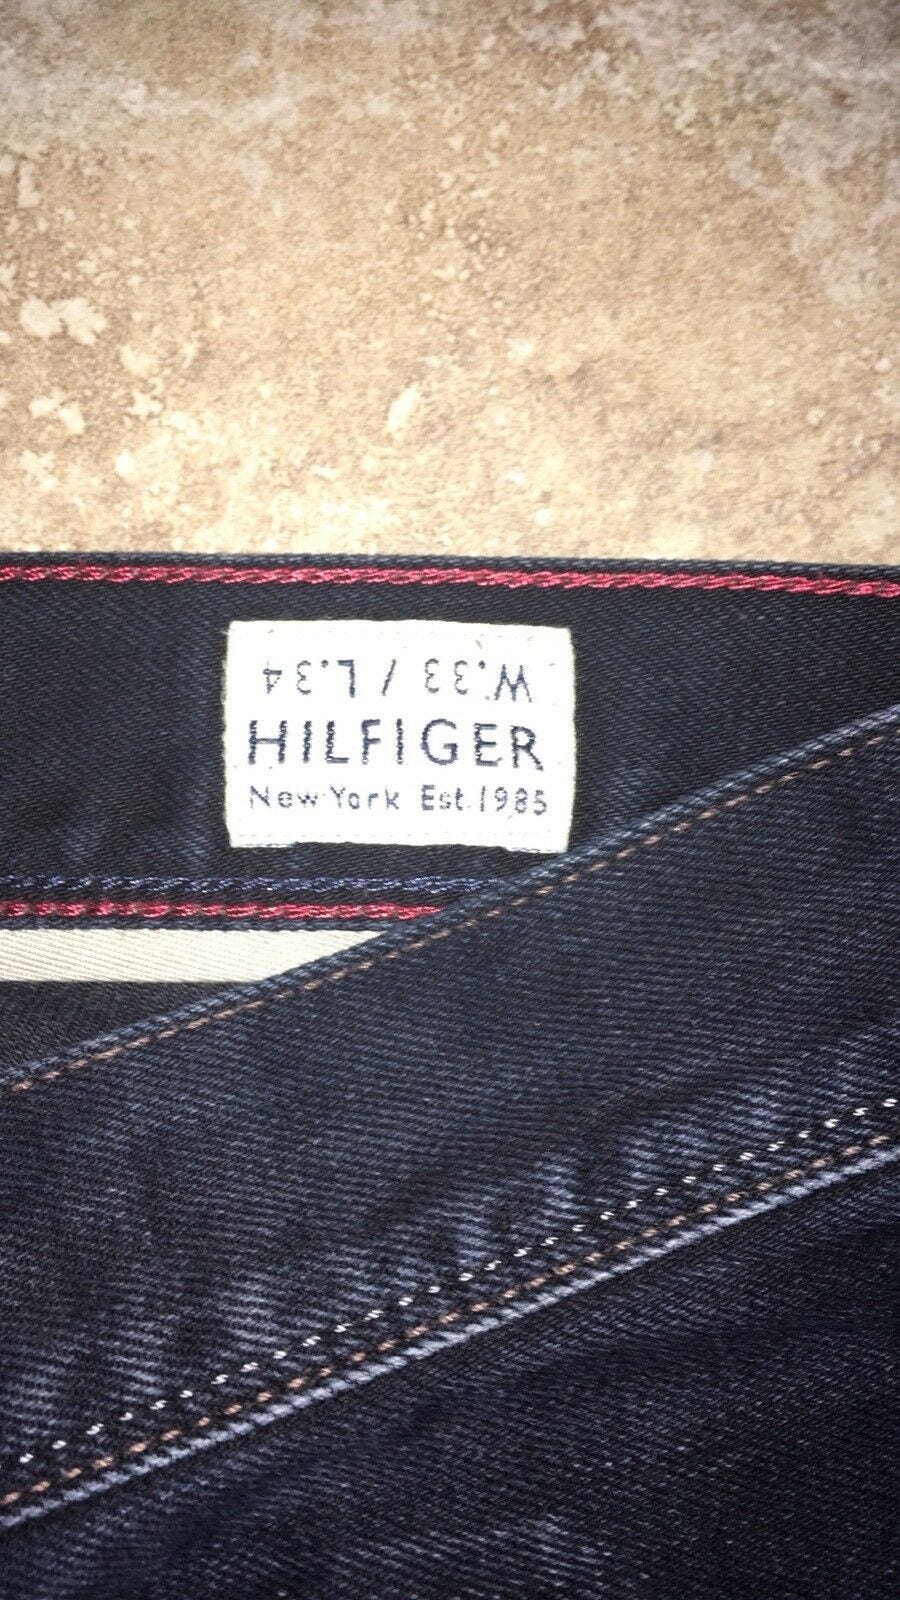 W.33 / L.34
HILFIGER
New York Est. 1985